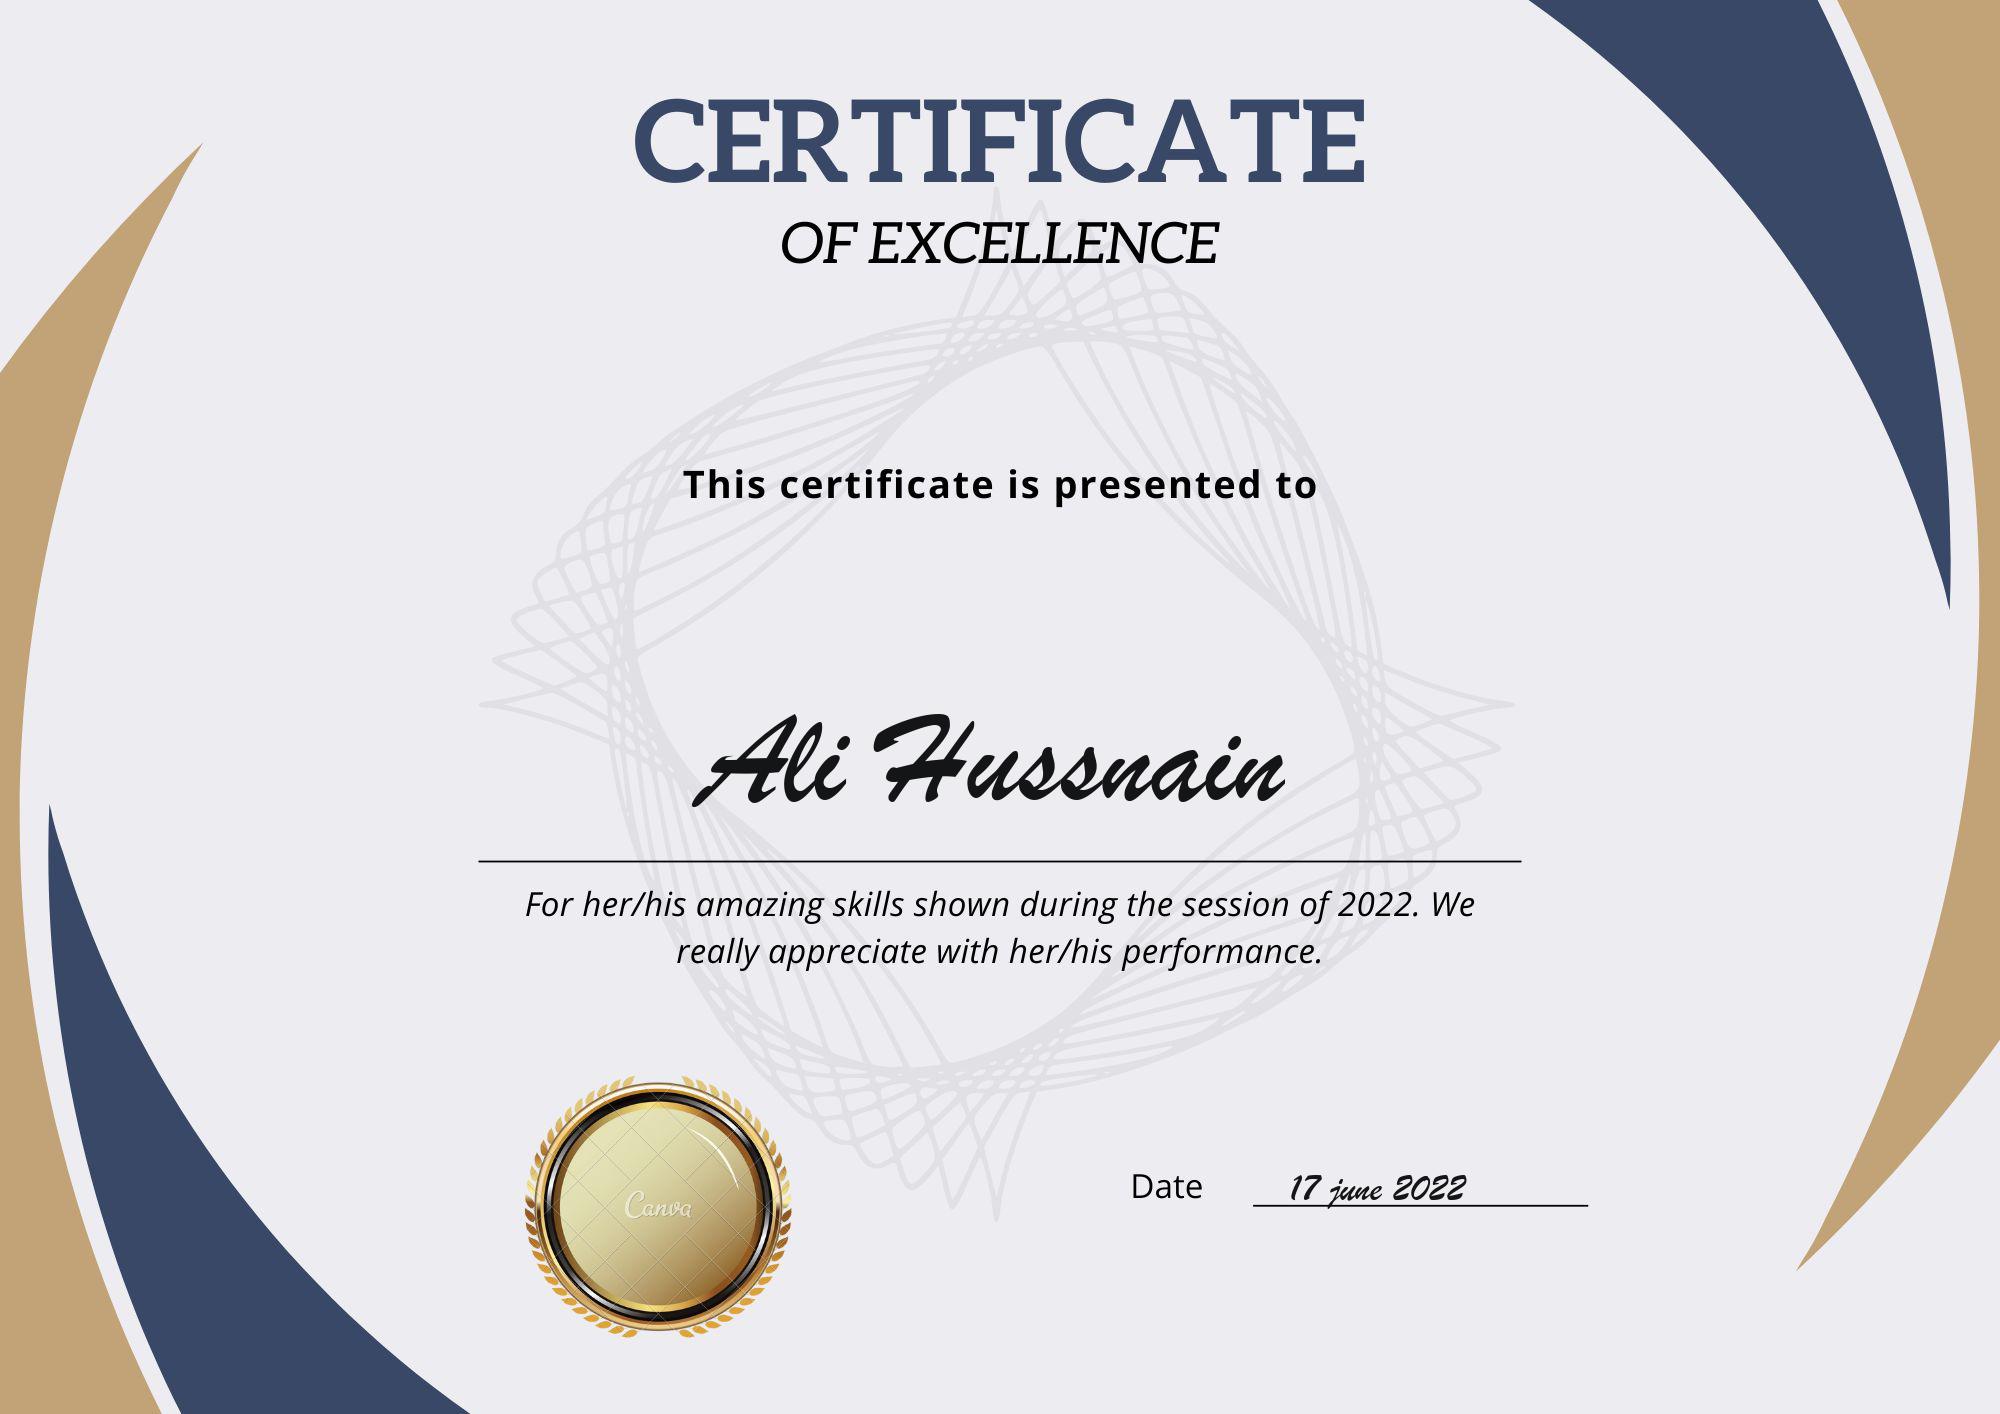 CERTIFICATE
OF EXCELLENCE
This certificate is presented to
Ali Hussnain
For her/his amazing skills shown during the session of 2022. We
really appreciate with her/his performance.
Canva
Date 17 june 2022